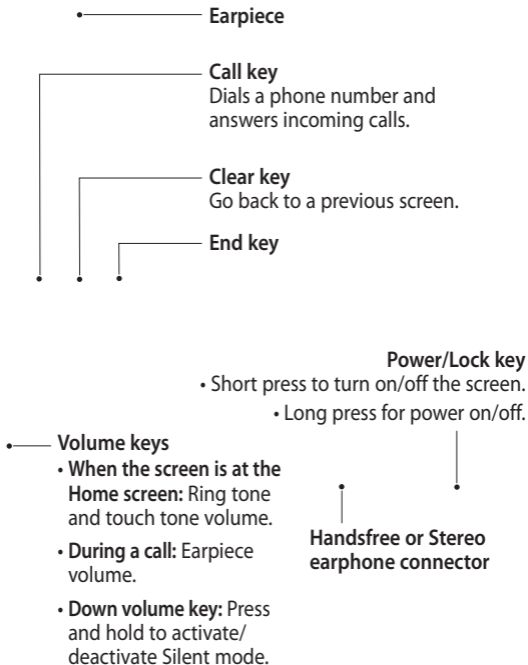 Earpiece
Call key
Dials a phone number and
answers incoming calls.
Clear key
Go back to a previous screen.
End key
Power/Lock key
• Short press to turn on/off the screen.
• Long press for power on/off.
Volume keys
• When the screen is at the
Home screen: Ring tone
and touch tone volume.
• During a call: Earpiece
volume.
• Down volume key: Press
and hold to activate/
deactivate Silent mode.
Handsfree or Stereo
earphone connector